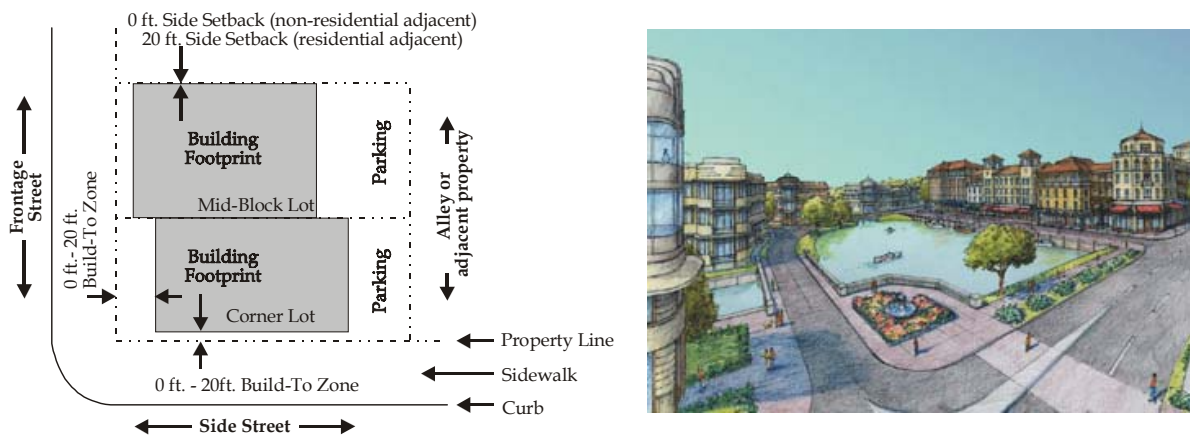 0 ft. Side Setback (non-residential adjacent)
20 ft. Side Setback (residential adjacent)
Frontage
Street
0 ft.- 20 ft.
Build-To Zone
Building
Footprint
Mid-Block Lot
Parking
Building
Footprint
Corner Lot
Parking
Alley or
adjacent property
Property Line
0 ft. - 20ft. Build-To Zone
Sidewalk
Curb
Side Street